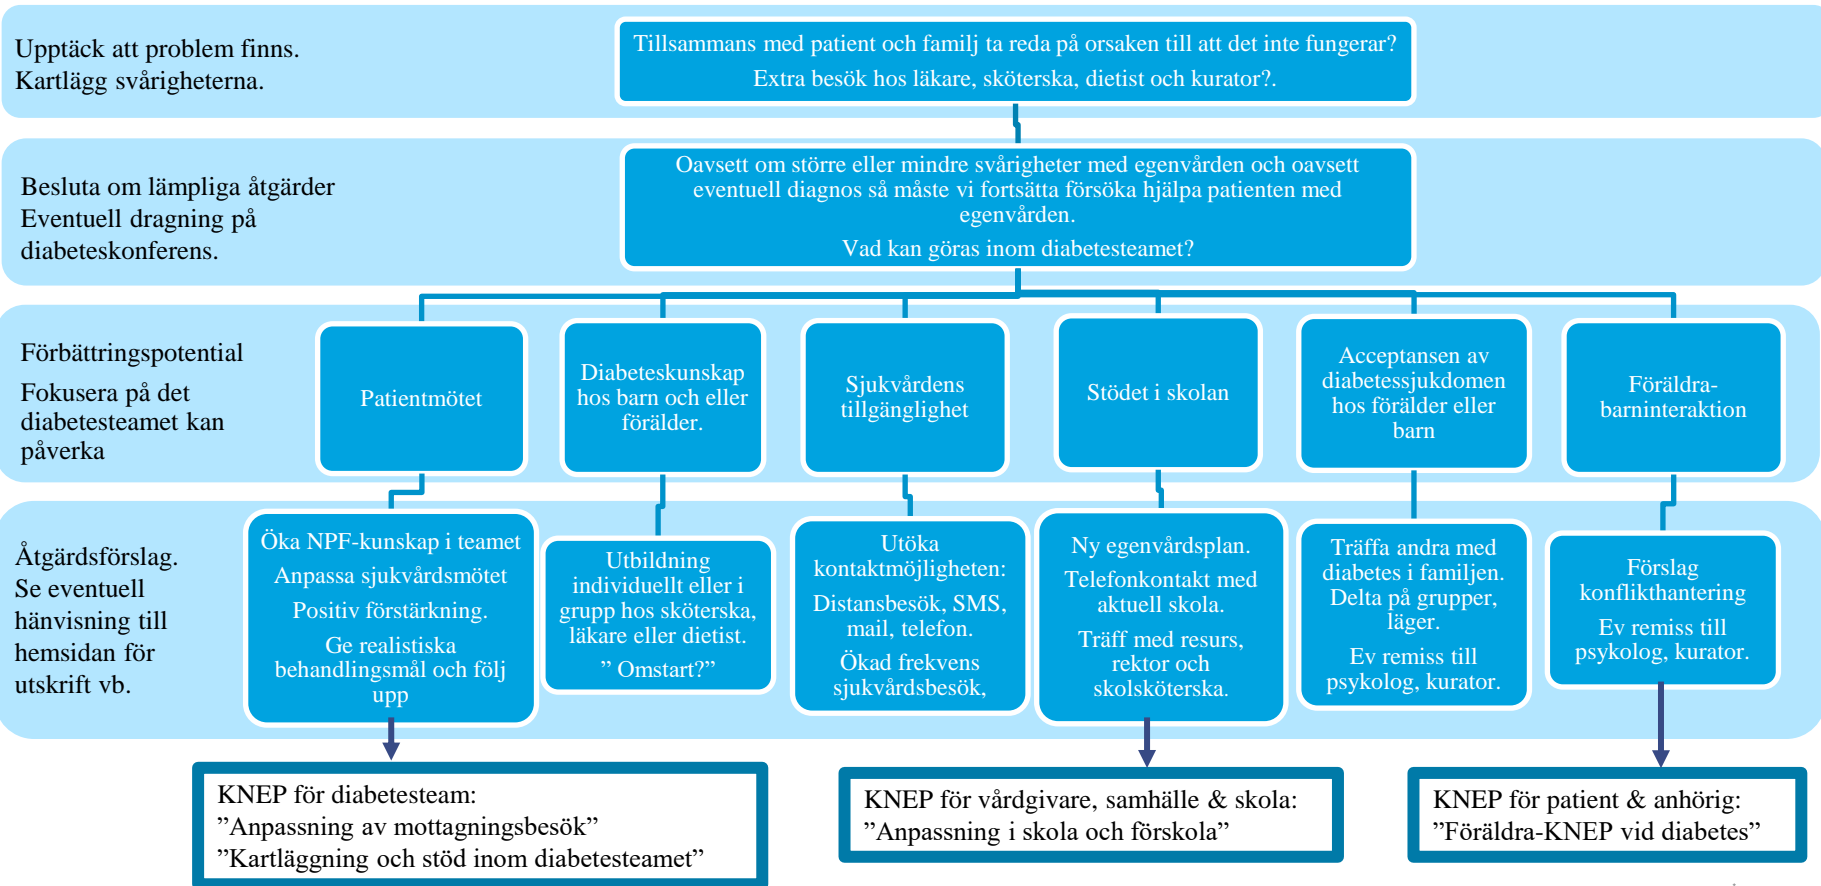 Upptäck att problem finns.
Kartlägg svårigheterna.
Tillsammans med patient och familj ta reda på orsaken till att det inte fungerar?
Extra besök hos läkare, sköterska, dietist och kurator?.
Besluta om lämpliga åtgärder
Eventuell dragning på
diabeteskonferens.
Oavsett om större eller mindre svårigheter med egenvården och oavsett
eventuell diagnos så måste vi fortsätta försöka hjälpa patienten med
egenvården.
Vad kan göras inom diabetesteamet?
Förbättringspotential
Fokusera på det
diabetesteamet kan
påverka
Patientmötet
Diabeteskunskap
hos barn och eller
förälder.
Sjukvårdens
tillgänglighet
Stödet i skolan
Acceptansen av
diabetessjukdomen
hos förälder eller
barn
Föräldra-
barninteraktion
Åtgärdsförslag.
Se eventuell
hänvisning till
hemsidan för
utskrift vb.
Öka NPF-kunskap i teamet
Anpassa sjukvårdsmötet
Positiv förstärkning.
Ge realistiska
behandlingsmål och följ
upp
Utbildning
individuellt eller i
grupp hos sköterska,
läkare eller dietist.
” Omstart?”
Utöka
kontaktmöjligheten:
Distansbesök, SMS,
mail, telefon.
Ökad frekvens
sjukvårdsbesök,
Ny egenvårdsplan.
Telefonkontakt med
aktuell skola.
Träff med resurs,
rektor och
skolsköterska.
Träffa andra med
diabetes i familjen.
Delta på grupper,
läger.
Ev remiss till
psykolog, kurator.
Förslag
konflikthantering
Ev remiss till
psykolog, kurator.
KNEP för diabetesteam:
”Anpassning av mottagningsbesök”
”Kartläggning och stöd inom diabetesteamet”
KNEP för vårdgivare, samhälle & skola:
”Anpassning i skola och förskola”
KNEP för patient & anhörig:
”Föräldra-KNEP vid diabetes”